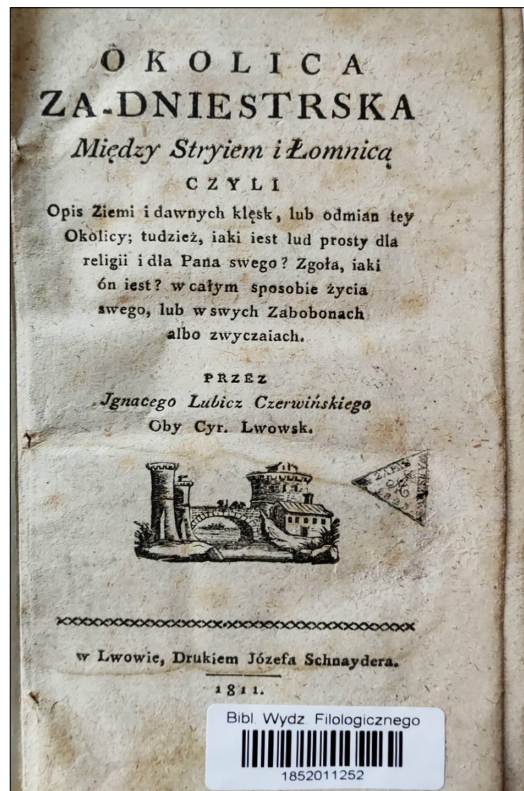 OKOLICA
ZA-DNIESTRSKA
Między Stryiem i Łomnicą
CZYLI
Opis Ziemi i dawnych klęsk, lub odmian tey
Okolicy; tudzież, iaki iest lud prosty dla
religii i dla Pana swego? Zgoła, iaki
ón iest? w całym sposobie życia
swego, lub w swych Zabobonach
albo zwyczaiach.
PRZEZ
Jgnacego Lubicz Czerwińskiego
Oby Cyr. Lwowsk.
w Lwowie, Drukiem Józefa Schnaydera.
1811.
Bibl. Wydz. Filologicznego
1852011252